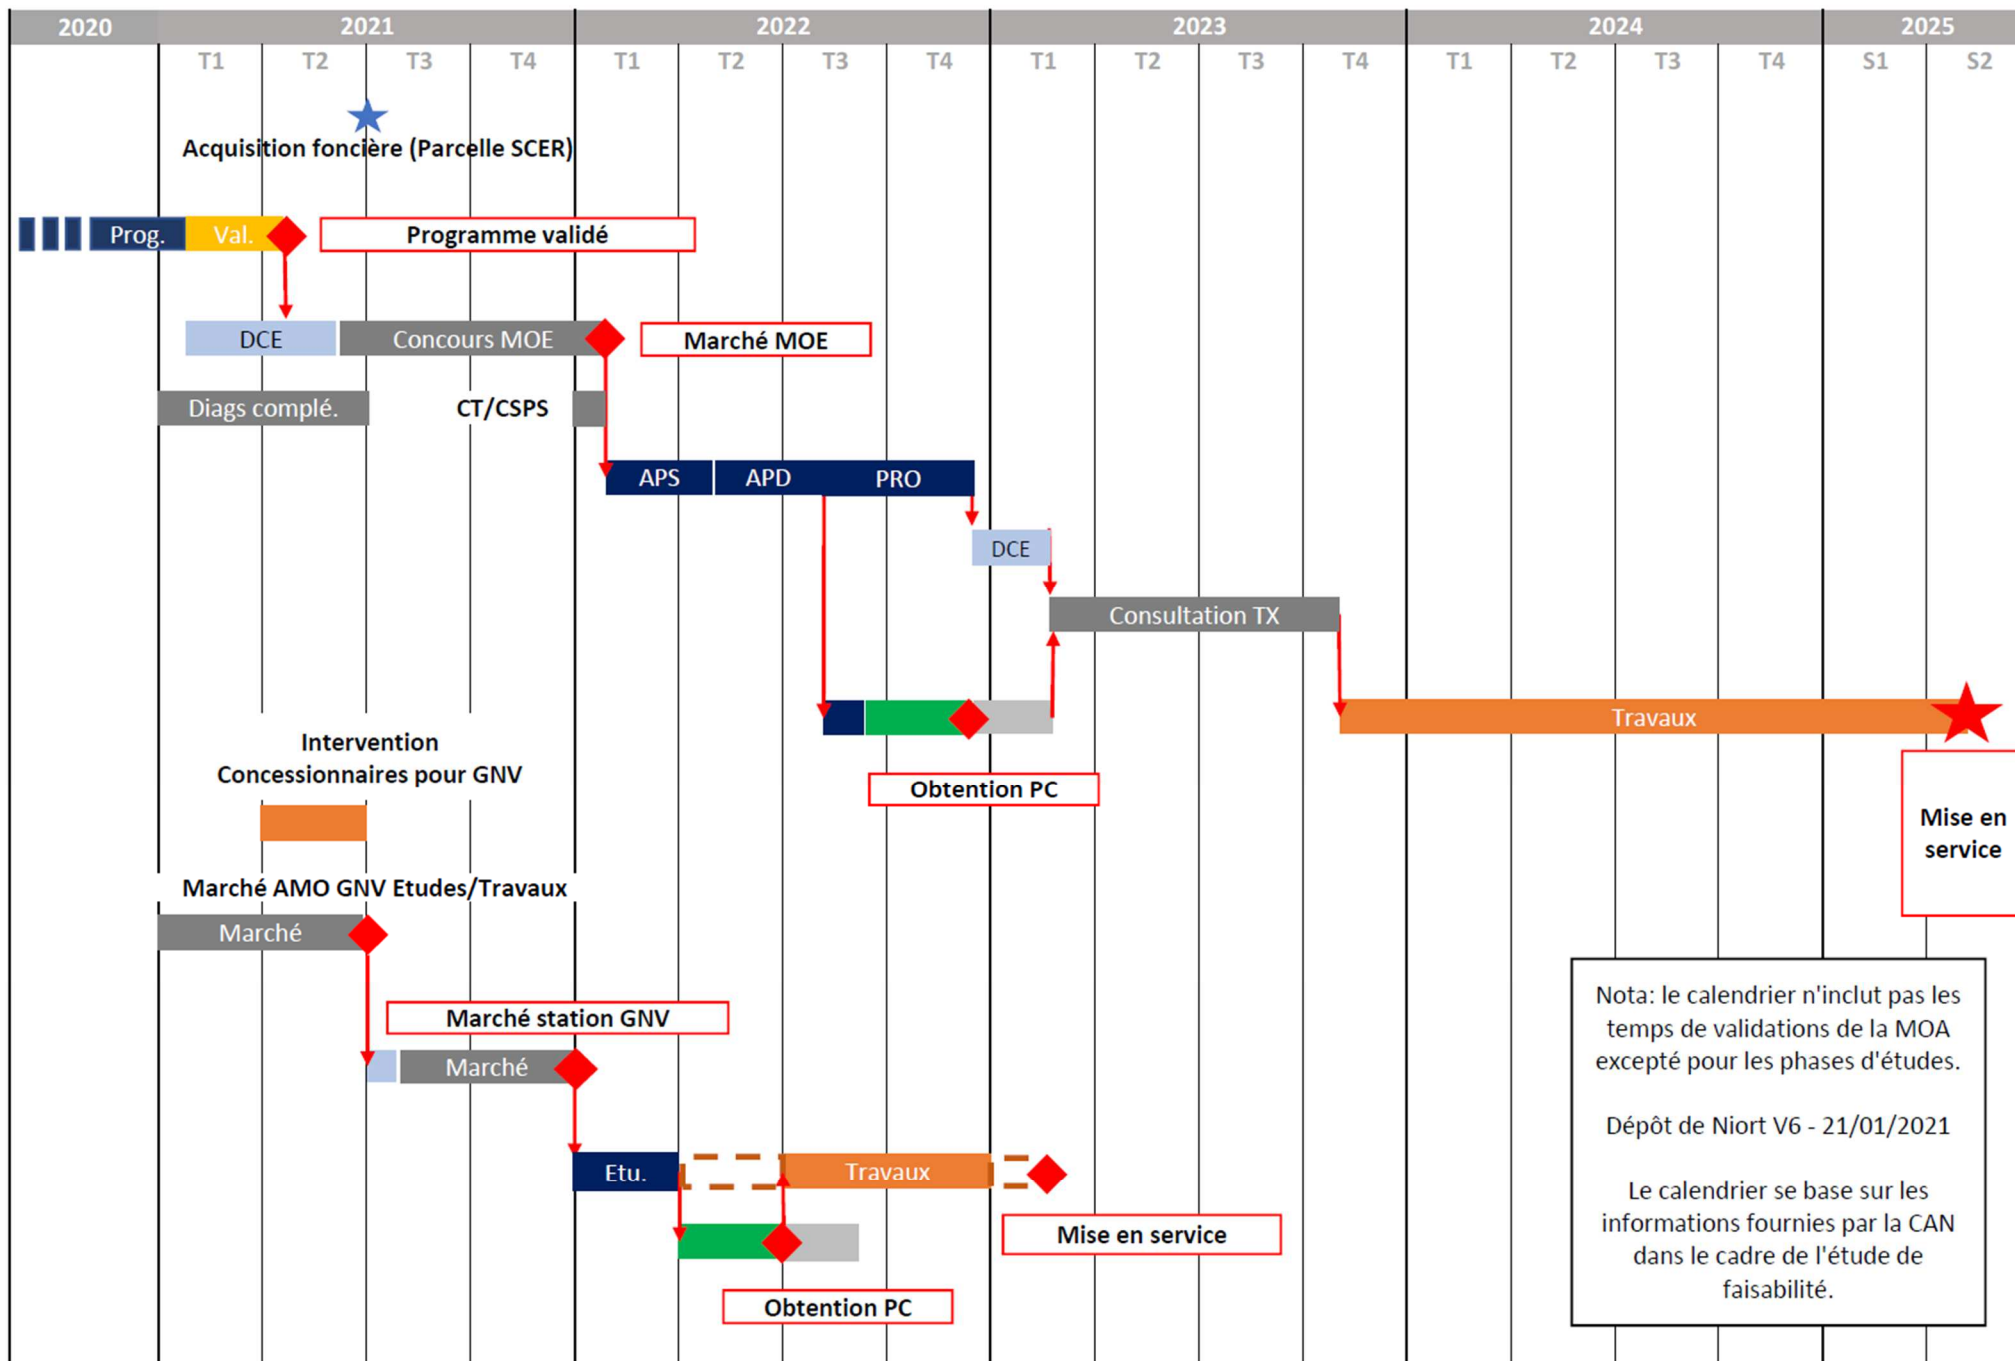 2020 2021 2022 2023 2024 2025
T1 T2 T3 T4 T1 T2 T3 T4 T1 T2 T3 T4 T1 T2 T3 T4 S1 S2
Acquisition foncière (Parcelle SCER)
Prog. Val. Programme validé
DCE Concours MOE Marché MOE
Diags complé. CT/CSPS
APS APD PRO
DCE
Consultation TX
Travaux
Intervention
Concessionnaires pour GNV
Obtention PC
Mise en
service
Marché AMO GNV Etudes/Travaux
Marché
Marché station GNV
Marché
Etu. Travaux
Mise en service
Obtention PC
Nota: le calendrier n'inclut pas les
temps de validations de la MOA
excepté pour les phases d'études.
Dépôt de Niort V6 - 21/01/2021
Le calendrier se base sur les
informations fournies par la CAN
dans le cadre de l'étude de
faisabilité.